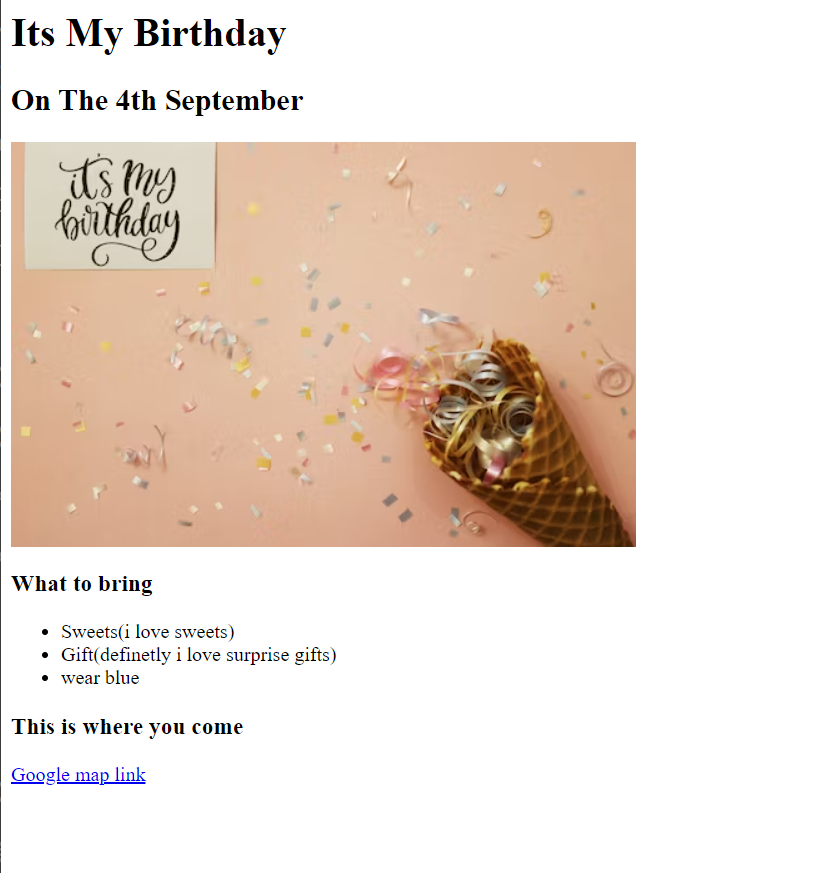 Its My Birthday
On The 4th September
it's my
birthday
What to bring
Sweets(i love sweets)
Gift(definetly i love surprise gifts)
wear blue
This is where you come
Google map link